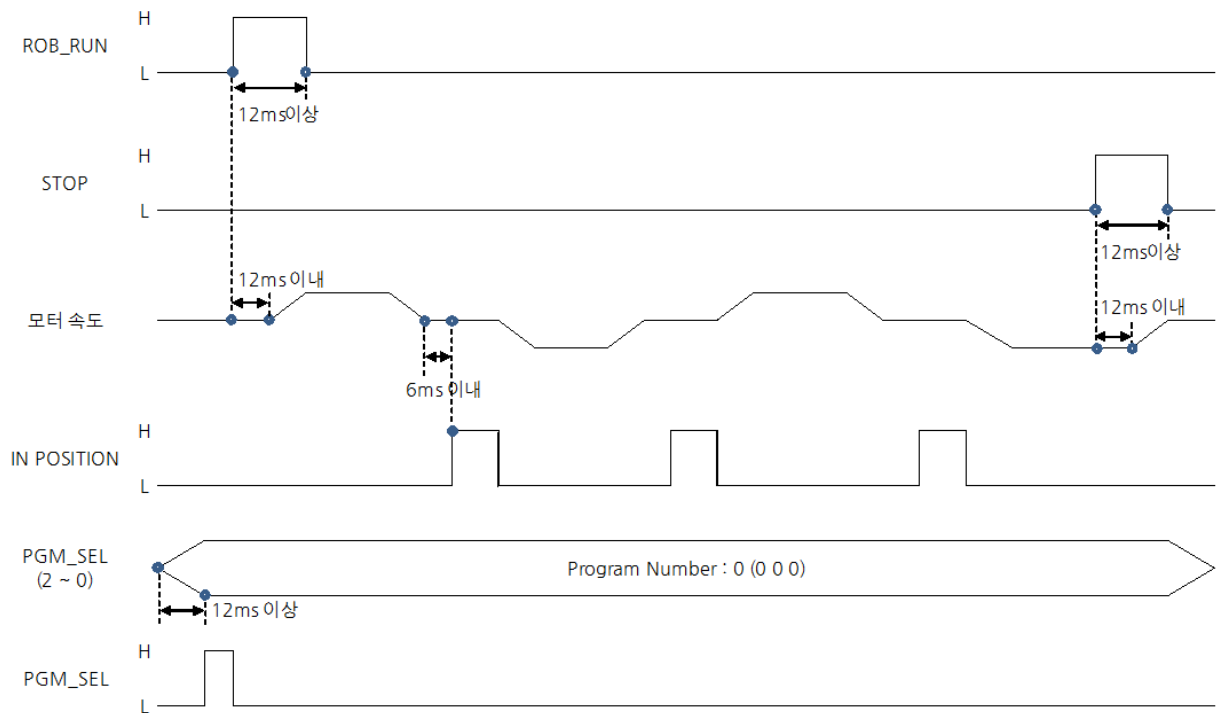 H
ROB_RUN
L
12ms이상
H
STOP
L
12ms이상
12ms 이내
모터 속도
12ms 이내
6ms 이내
H
IN POSITION
L
PGM_SEL
(2 ~ 0)
Program Number : 0 (0 0 0)
12ms 이상
H
PGM_SEL
L